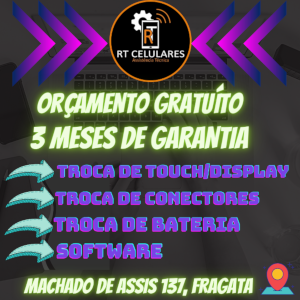 RT
RT CELULARES
Assistência Técnica
ORÇAMENTO GRATUÍTO
3 MESES DE GARANTIA
TROCA DE TOUCH/DISPLAY
TROCA DE CONECTORES
TROCA DE BATERIA
SOFTWARE
MACHADO DE ASSIS 137, FRAGATA